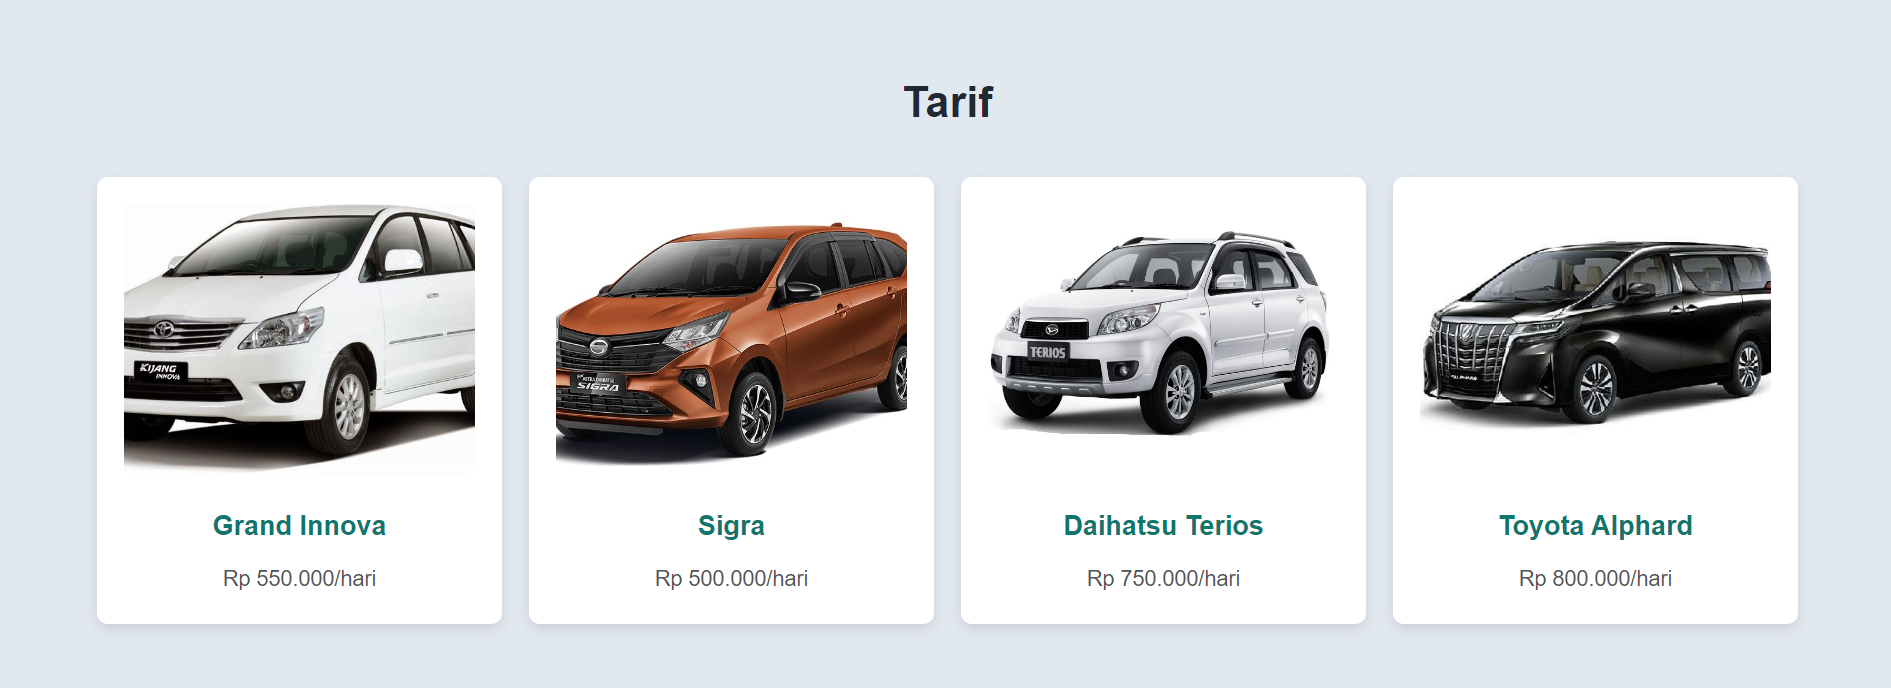 Tarif
KIJANG
INNOVA
SIGRA
TERIOS
ALPHARD
Grand Innova
Sigra
Daihatsu Terios
Toyota Alphard
Rp 550.000/hari
Rp 500.000/hari
Rp 750.000/hari
Rp 800.000/hari